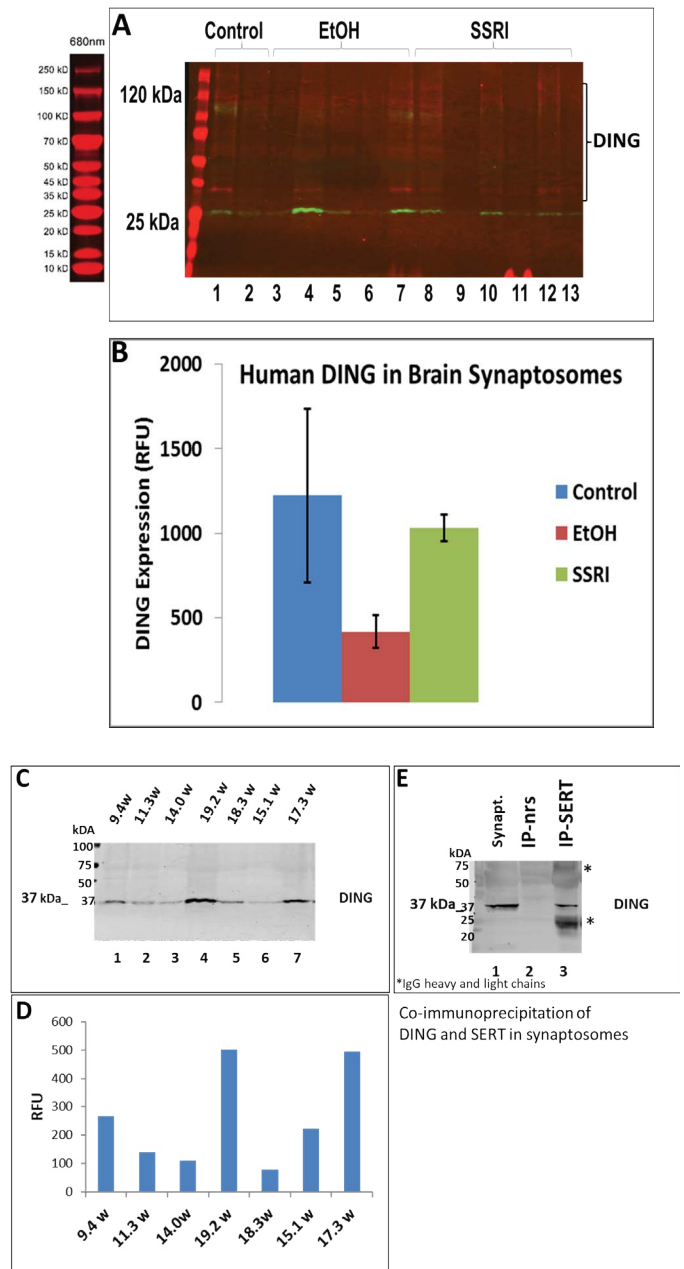 680nm
250 kD
150 kD
100 KD
70 kD
50 kD
45 kD
35 kD
25 kD
20 kD
15 kD
10 kD
A
Control EtOH SSRI
120 kDa
DING
25 kDa
1 2 3 4 5 6 7 8 9 10 11 12 13
B
Human DING in Brain Synaptosomes
DING Expression (RFU)
2000
1500
1000
500
0
Control
EtOH
SSRI
C
9.4w 11.3w 14.0 w 19.2 w 18.3 w 15.1 w 17.3 w
kDA
100
75
50
37 kDa_ 37 DING
1 2 3 4 5 6 7
E
Synapt. IP-nrs IP-SERT
kDA
75 *
50
37 kDa_37 DING
25 *
20
1 2 3
*IgG heavy and light chains
Co-immunoprecipitation of
DING and SERT in synaptosomes
D
RFU
600
500
400
300
200
100
0
9.4 w 11.3 w 14.0w 19.2 w 18.3w 15.1 w 17.3 w